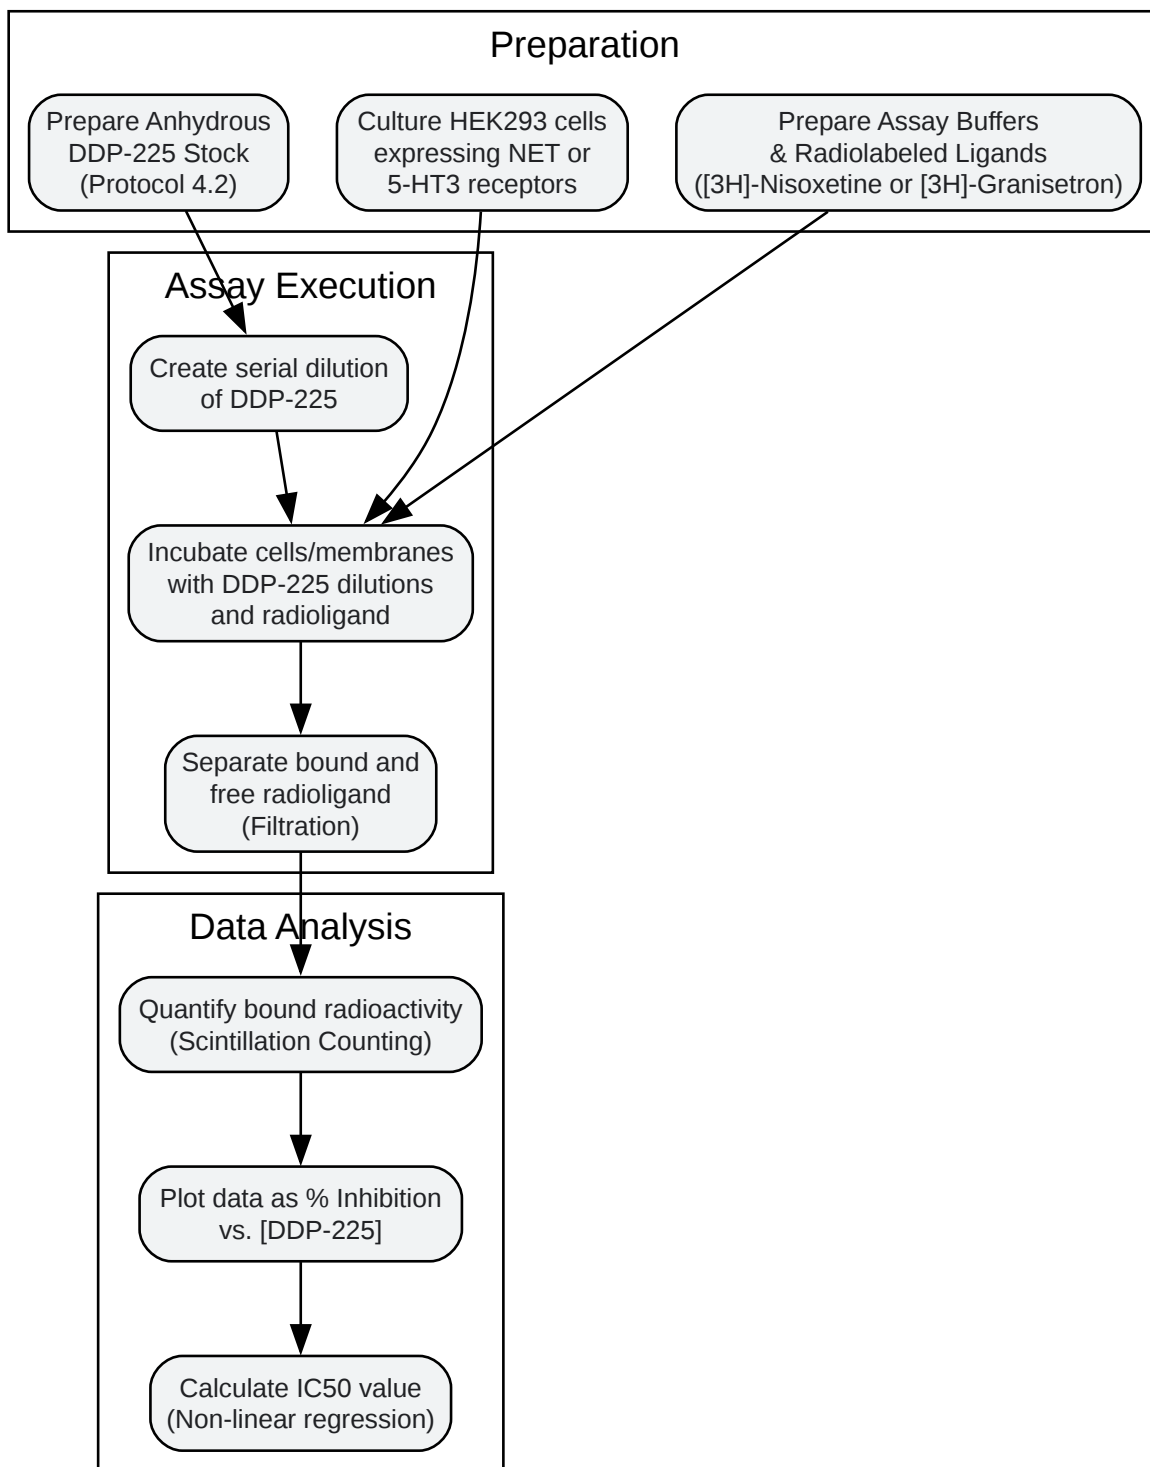 Preparation
Prepare Anhydrous
DDP-225 Stock
(Protocol 4.2)
Culture HEK293 cells
expressing NET or
5-HT3 receptors
Prepare Assay Buffers
& Radiolabeled Ligands
([3H]-Nisoxetine or [3H]-Granisetron)
Assay Execution
Create serial dilution
of DDP-225
Incubate cells/membranes
with DDP-225 dilutions
and radioligand
Separate bound and
free radioligand
(Filtration)
Data Analysis
Quantify bound radioactivity
(Scintillation Counting)
Plot data as % Inhibition
vs. [DDP-225]
Calculate IC50 value
(Non-linear regression)